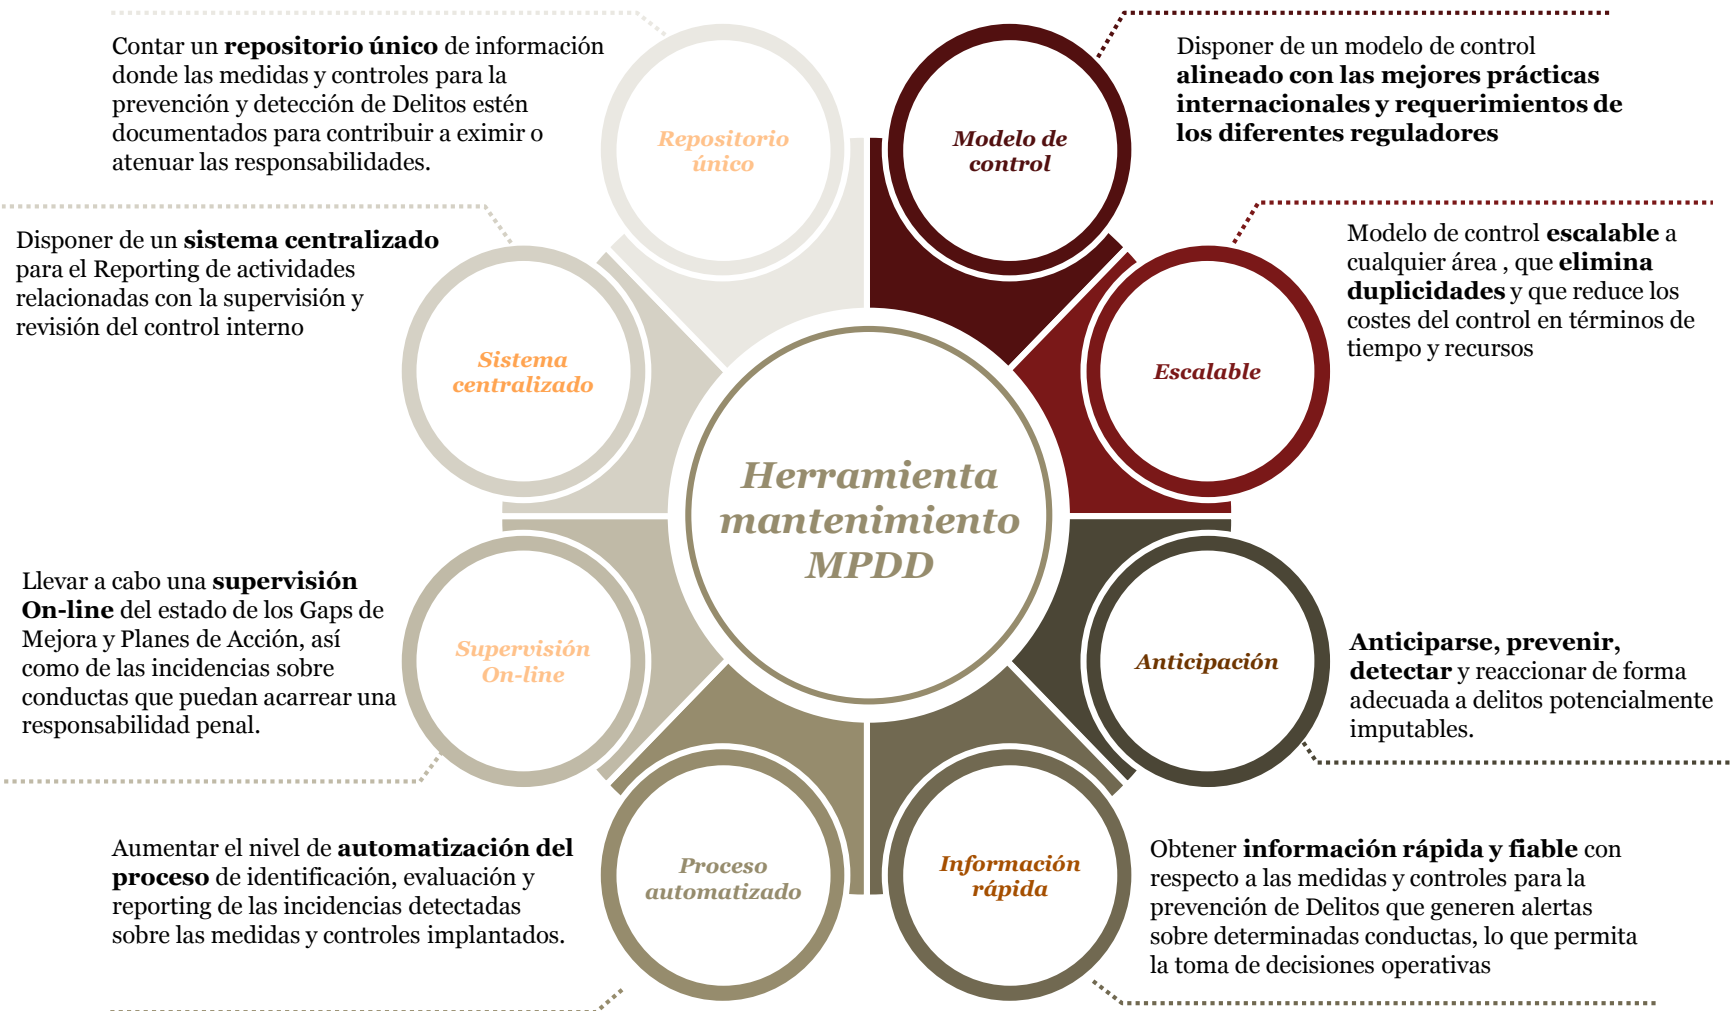 Contar un repositorio único de información
donde las medidas y controles para la
prevención y detección de Delitos estén
documentados para contribuir a eximir o
atenuar las responsabilidades.
Repositorio
único
Modelo de
control
Disponer de un modelo de control
alineado con las mejores prácticas
internacionales y requerimientos de
los diferentes reguladores
Disponer de un sistema centralizado
para el Reporting de actividades
relacionadas con la supervisión y
revisión del control interno
Sistema
centralizado
Escalable
Modelo de control escalable a
cualquier área , que elimina
duplicidades y que reduce los
costes del control en términos de
tiempo y recursos
Herramienta
mantenimiento
MPDD
Llevar a cabo una supervisión
On-line del estado de los Gaps de
Mejora y Planes de Acción, así
como de las incidencias sobre
conductas que puedan acarrear una
responsabilidad penal.
Supervisión
On-line
Anticipación
Anticiparse, prevenir,
detectar y reaccionar de forma
adecuada a delitos potencialmente
imputables.
Aumentar el nivel de automatización del
proceso de identificación, evaluación y
reporting de las incidencias detectadas
sobre las medidas y controles implantados.
Proceso
automatizado
Información
rápida
Obtener información rápida y fiable con
respecto a las medidas y controles para la
prevención de Delitos que generen alertas
sobre determinadas conductas, lo que permita
la toma de decisiones operativas